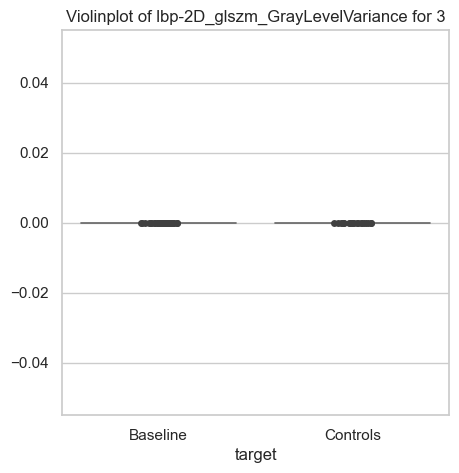 Violinplot of lbp-2D_glszm_GrayLevelVariance for 3
0.04
0.02
0.00
−0.02
−0.04
Baseline
Controls
target